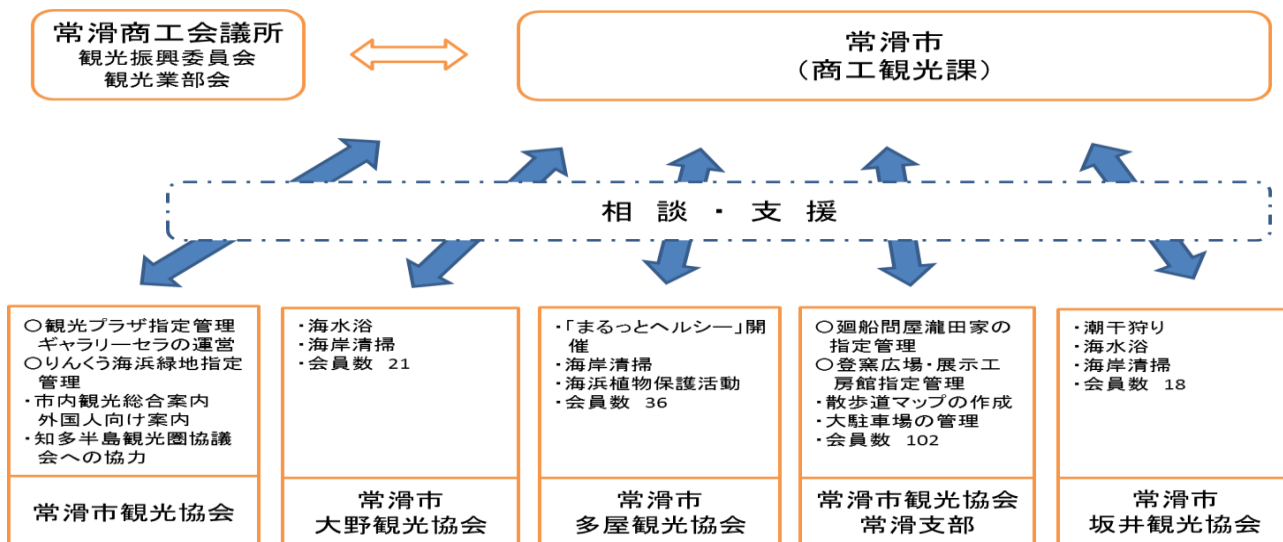 常滑商工会議所
観光振興委員会
観光業部会
常滑市
（商工観光課）
相 談 ・ 支 援
○観光プラザ指定管理
ギャラリーセラの運営
○りんくう海浜緑地指定
管理
・市内観光総合案内
外国人向け案内
・知多半島観光圏協議
会への協力
常滑市観光協会
・海水浴
・海岸清掃
・会員数 21
常滑市
大野観光協会
・「まるっとヘルシー」開
催
・海岸清掃
・海浜植物保護活動
・会員数 36
常滑市
多屋観光協会
○廻船問屋瀧田家の
指定管理
○登窯広場・展示工
房館指定管理
・散歩道マップの作成
・大駐車場の管理
・会員数 102
常滑市観光協会
常滑支部
・潮干狩り
・海水浴
・海岸清掃
・会員数 18
常滑市
坂井観光協会